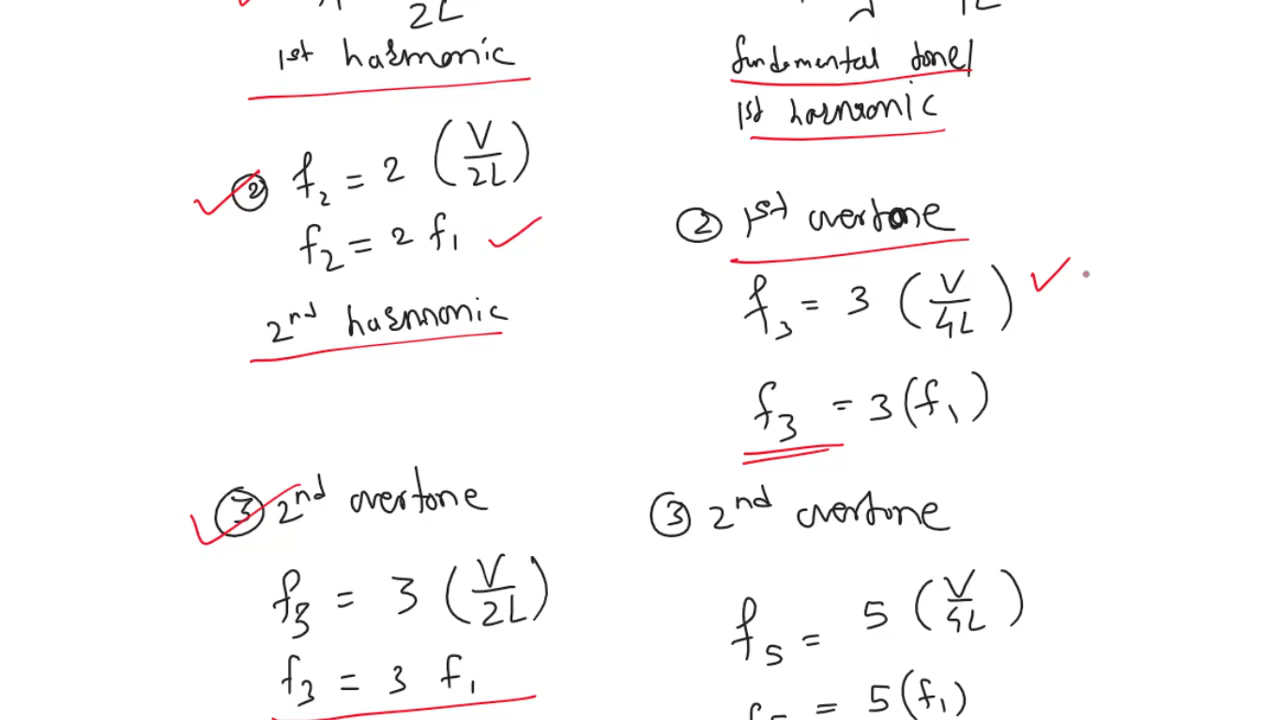 2L
1st harmonic
② f₂ = 2 (V/2L)
f₂ = 2 f₁
2nd harmonic
③ 2nd overtone
f₃ = 3 (V/2L)
f₃ = 3 f₁
fundemental tone/
1st harmonic
② 1st overtone
f₃ = 3 (V/4L)
f₃ = 3(f₁)
③ 2nd overtone
f₅ = 5 (V/4L)
= 5(f₁)